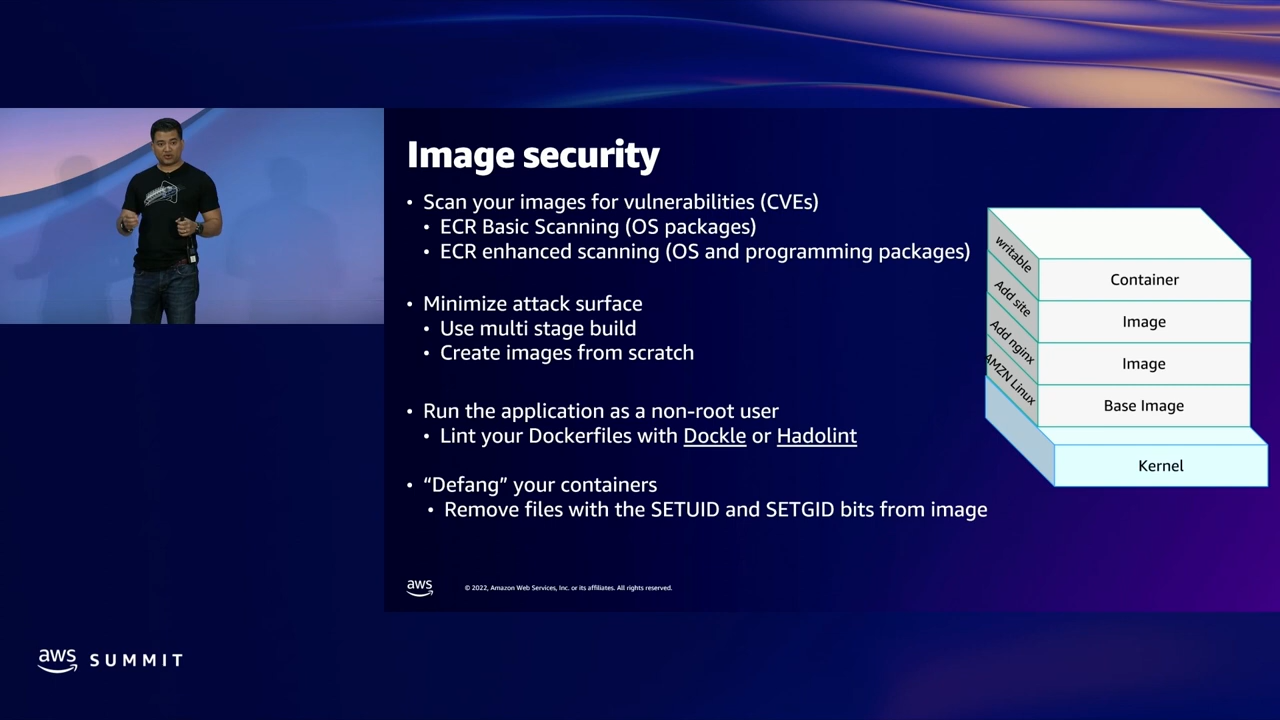 Image security
• Scan your images for vulnerabilities (CVEs)
• ECR Basic Scanning (OS packages)
• ECR enhanced scanning (OS and programming packages)
• Minimize attack surface
• Use multi stage build
• Create images from scratch
• Run the application as a non-root user
• Lint your Dockerfiles with Dockle or Hadolint
• “Defang” your containers
• Remove files with the SETUID and SETGID bits from image
writable
Container
Add site
Image
Add nginx
Image
AMZN Linux
Base Image
Kernel
aws
© 2022, Amazon Web Services, Inc. or its affiliates. All rights reserved.
aws SUMMIT